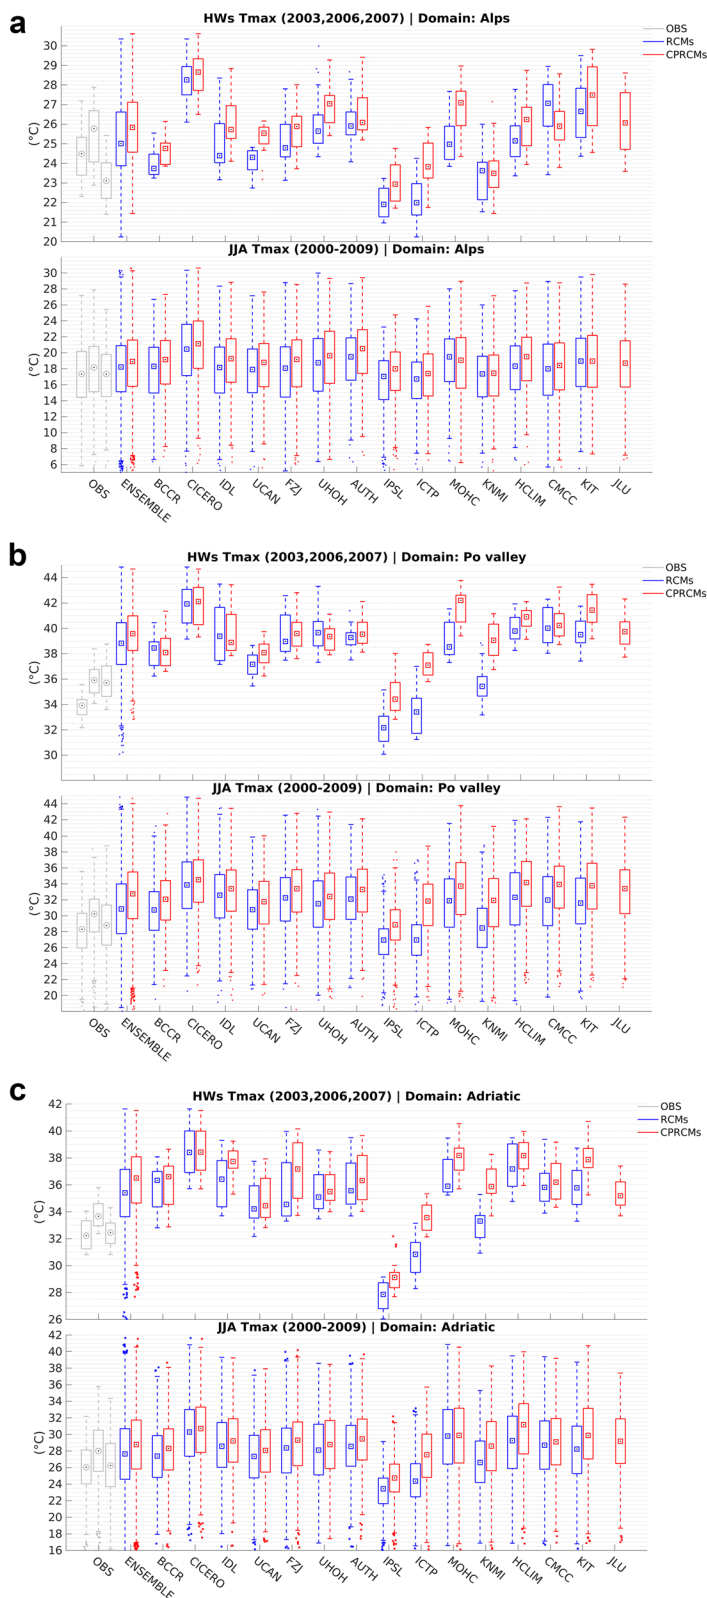 a
HWs Tmax (2003,2006,2007) | Domain: Alps
OBS
RCMs
CPRCMs
30
29
28
27
26
25
24
23
22
21
20
(°C)
JJA Tmax (2000-2009) | Domain: Alps
30
28
26
24
22
20
18
16
14
12
10
8
6
(°C)
OBS
ENSEMBLE
BCCR
CICERO
IDL
UCAN
FZJ
UHOH
AUTH
IPSL
ICTP
MOHC
KNMI
HCLIM
CMCC
KIT
JLU
b
HWs Tmax (2003,2006,2007) | Domain: Po valley
OBS
RCMs
CPRCMs
44
42
40
38
36
34
32
30
(°C)
JJA Tmax (2000-2009) | Domain: Po valley
44
42
40
38
36
34
32
30
28
26
24
22
20
(°C)
OBS
ENSEMBLE
BCCR
CICERO
IDL
UCAN
FZJ
UHOH
AUTH
IPSL
ICTP
MOHC
KNMI
HCLIM
CMCC
KIT
JLU
c
HWs Tmax (2003,2006,2007) | Domain: Adriatic
OBS
RCMs
CPRCMs
42
40
38
36
34
32
30
28
26
(°C)
JJA Tmax (2000-2009) | Domain: Adriatic
42
40
38
36
34
32
30
28
26
24
22
20
18
16
(°C)
OBS
ENSEMBLE
BCCR
CICERO
IDL
UCAN
FZJ
UHOH
AUTH
IPSL
ICTP
MOHC
KNMI
HCLIM
CMCC
KIT
JLU